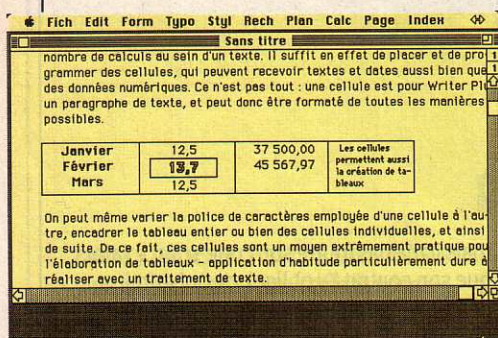 Fich Edit Form Typo Styl Rech Plan Calc Page Index
Sans titre
nombre de calculs au sein d'un texte. Il suffit en effet de placer et de pro
grammer des cellules, qui peuvent recevoir textes et dates aussi bien que
des données numériques. Ce n'est pas tout : une cellule est pour Writer Plu
un paragraphe de texte, et peut donc être formaté de toutes les manières
possibles.
Janvier 12,5 37 500,00 Les cellules
Février 13,7 45 567,97 permettent aussi
la création de ta-
Mars 12,5 bleaux
On peut même varier la police de caractères employée d'une cellule à l'au-
tre, encadrer le tableau entier ou bien des cellules individuelles, et ainsi
de suite. De ce fait, ces cellules sont un moyen extrêmement pratique pou
l'élaboration de tableaux - application d'habitude particulièrement dure à
réaliser avec un traitement de texte.